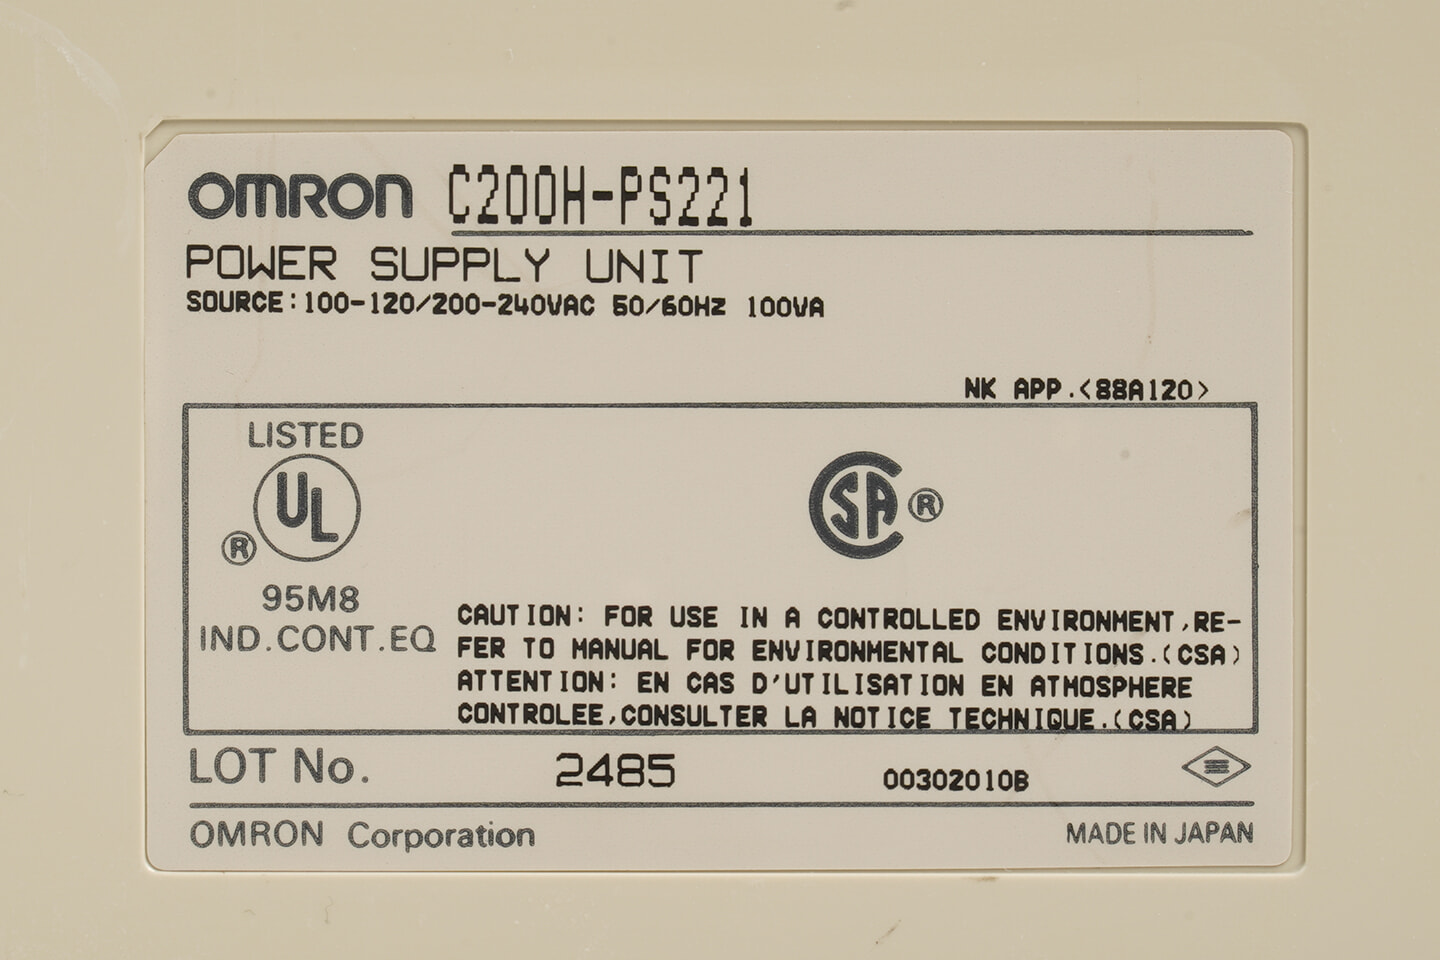 OMRON C200H-PS221
POWER SUPPLY UNIT
SOURCE:100-120/200-240VAC 50/60Hz 100VA
NK APP.<88A120>
LISTED
UL
®
CSA ®
95M8
IND.CONT.EQ
CAUTION: FOR USE IN A CONTROLLED ENVIRONMENT,RE-
FER TO MANUAL FOR ENVIRONMENTAL CONDITIONS.(CSA)
ATTENTION: EN CAS D'UTILISATION EN ATMOSPHERE
CONTROLEE,CONSULTER LA NOTICE TECHNIQUE.(CSA)
LOT No. 2485 00302010B
OMRON Corporation MADE IN JAPAN